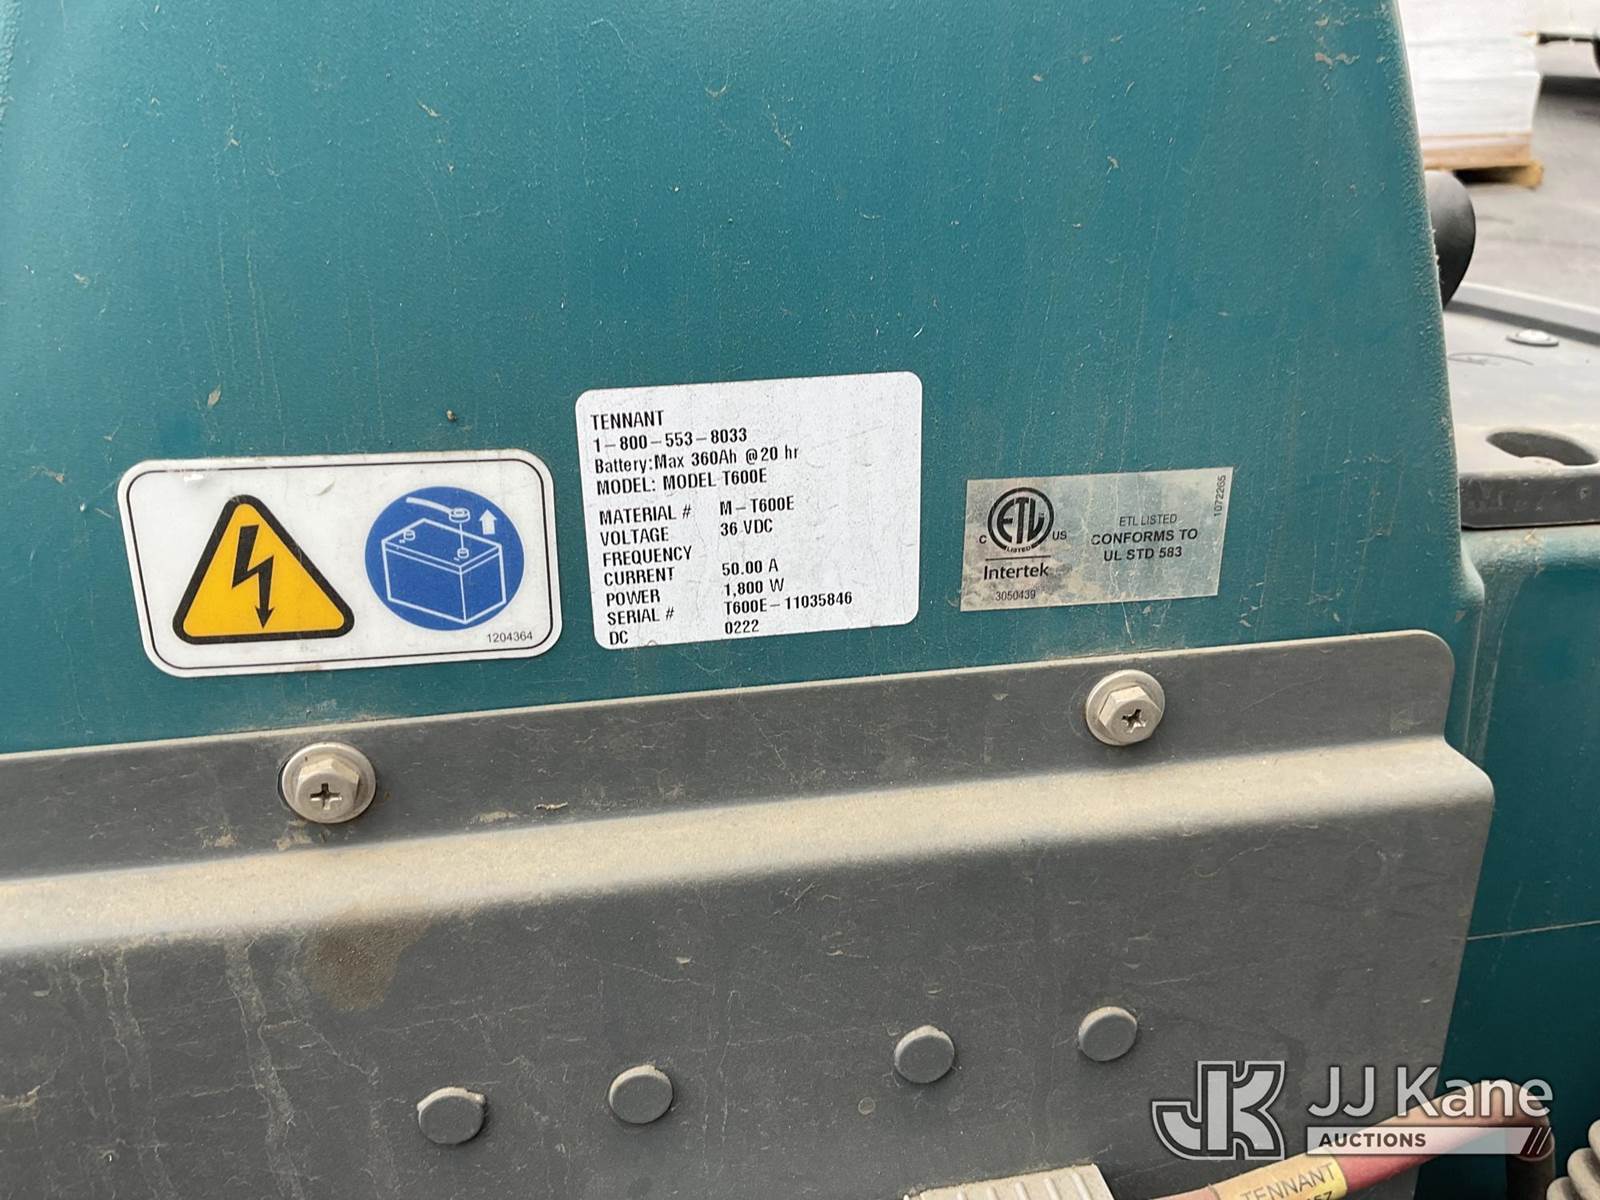 TENNANT
1-800-553-8033
Battery:Max 360Ah @20 hr
MODEL: MODEL T600E
MATERIAL # M-T600E
VOLTAGE 36 VDC
FREQUENCY
CURRENT 50.00 A
POWER 1,800 W
SERIAL # T600E-11035846
DC 0222
1204364
ETL
LISTED
C US
Intertek
3050439
ETL LISTED
CONFORMS TO
UL STD 583
1072265
JK JJ Kane
AUCTIONS
TENNANT